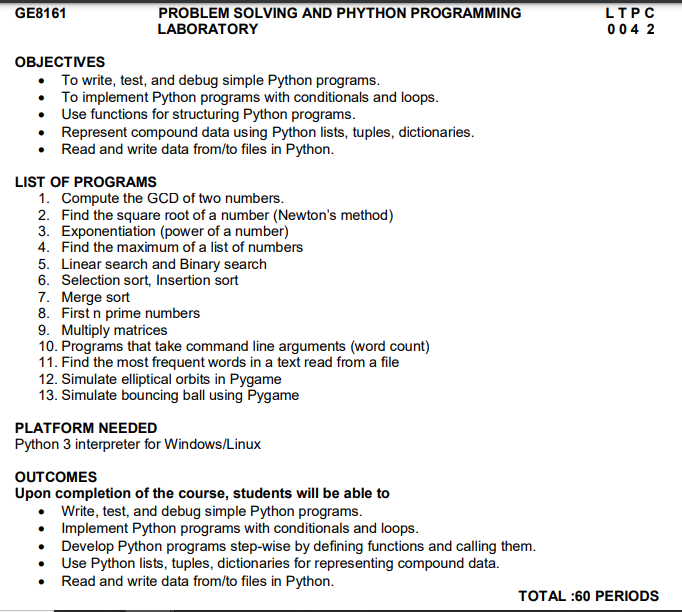 GE8161 PROBLEM SOLVING AND PHYTHON PROGRAMMING L T P C
LABORATORY 0 0 4 2
OBJECTIVES
• To write, test, and debug simple Python programs.
• To implement Python programs with conditionals and loops.
• Use functions for structuring Python programs.
• Represent compound data using Python lists, tuples, dictionaries.
• Read and write data from/to files in Python.
LIST OF PROGRAMS
1. Compute the GCD of two numbers.
2. Find the square root of a number (Newton's method)
3. Exponentiation (power of a number)
4. Find the maximum of a list of numbers
5. Linear search and Binary search
6. Selection sort, Insertion sort
7. Merge sort
8. First n prime numbers
9. Multiply matrices
10. Programs that take command line arguments (word count)
11. Find the most frequent words in a text read from a file
12. Simulate elliptical orbits in Pygame
13. Simulate bouncing ball using Pygame
PLATFORM NEEDED
Python 3 interpreter for Windows/Linux
OUTCOMES
Upon completion of the course, students will be able to
• Write, test, and debug simple Python programs.
• Implement Python programs with conditionals and loops.
• Develop Python programs step-wise by defining functions and calling them.
• Use Python lists, tuples, dictionaries for representing compound data.
• Read and write data from/to files in Python.
TOTAL :60 PERIODS